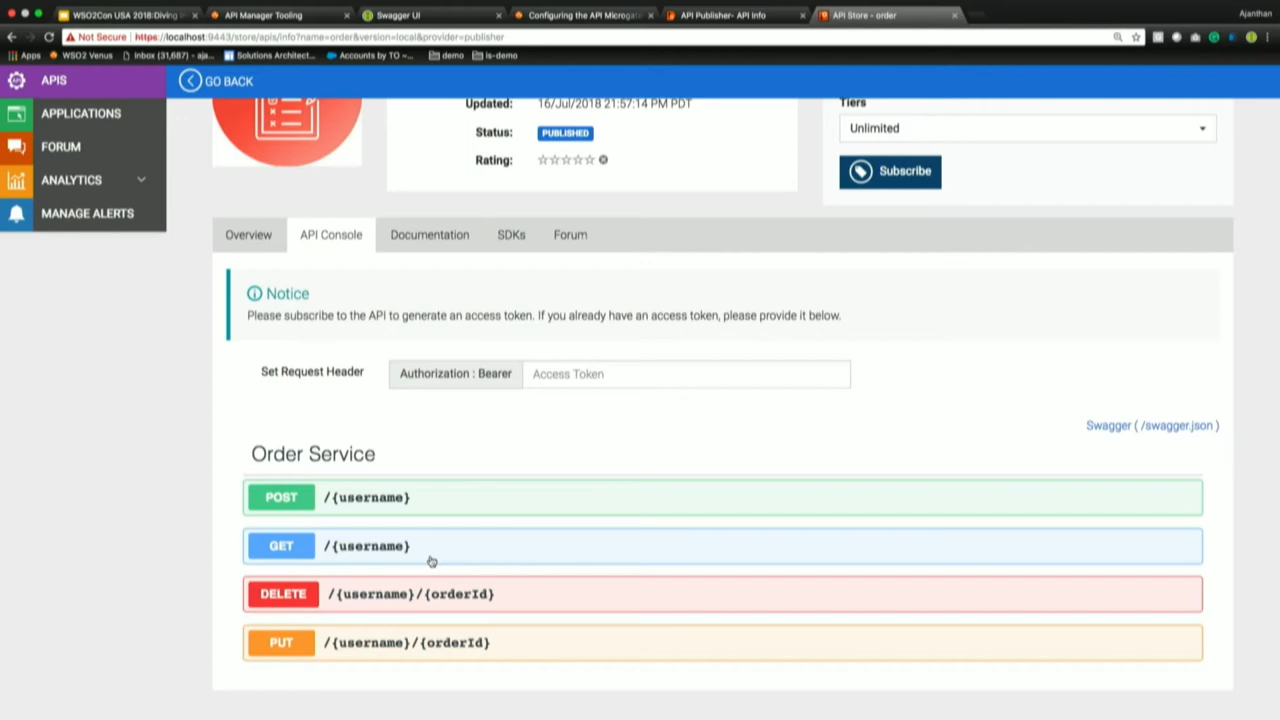 WSO2Con USA 2018:Diving
API Manager Tooling
Swagger UI
Configuring the API Microgate
API Publisher- API Info
API Store - order
Ajanthan
Not Secure
https://localhost:9443/store/apis/info?name=order&version=local&provider=publisher
Apps
WSO2 Venus
Inbox (31,687) - aja...
Solutions Architect...
Accounts by TO –...
demo
is-demo
APIS
GO BACK
APPLICATIONS
FORUM
ANALYTICS
MANAGE ALERTS
Updated:
16/Jul/2018 21:57:14 PM PDT
Status:
PUBLISHED
Rating:
Tiers
Unlimited
Subscribe
Overview
API Console
Documentation
SDKs
Forum
Notice
Please subscribe to the API to generate an access token. If you already have an access token, please provide it below.
Set Request Header
Authorization : Bearer
Access Token
Swagger ( /swagger.json )
Order Service
POST /{username}
GET /{username}
DELETE /{username}/{orderId}
PUT /{username}/{orderId}